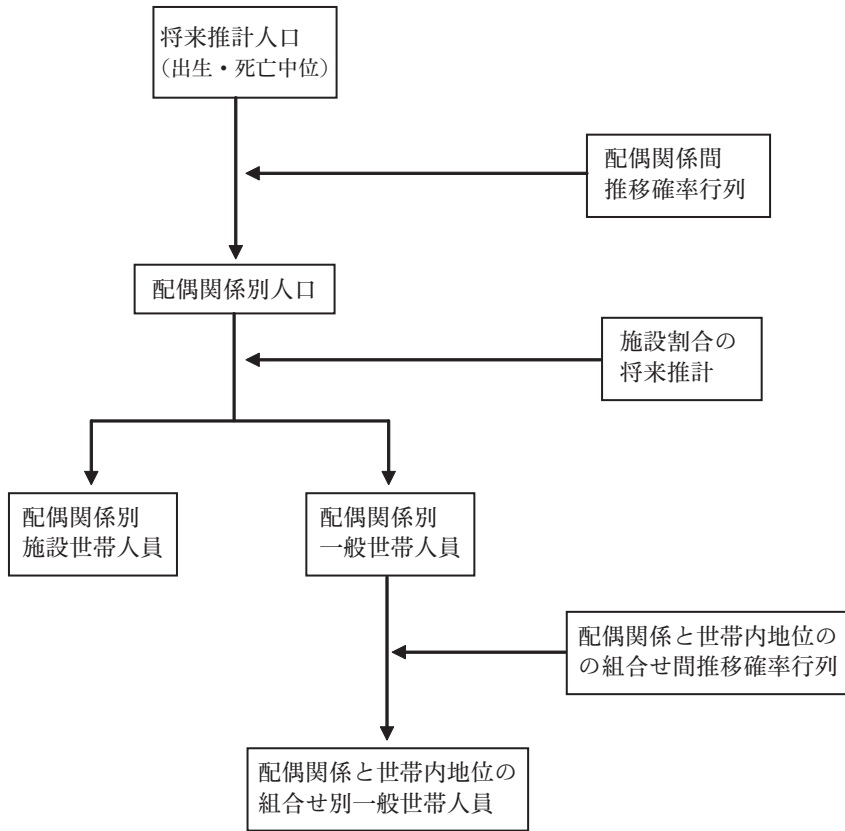 将来推計人口
（出生・死亡中位）
配偶関係間
推移確率行列
配偶関係別人口
施設割合の
将来推計
配偶関係別
施設世帯人員
配偶関係別
一般世帯人員
配偶関係と世帯内地位の
の組合せ間推移確率行列
配偶関係と世帯内地位の
組合せ別一般世帯人員